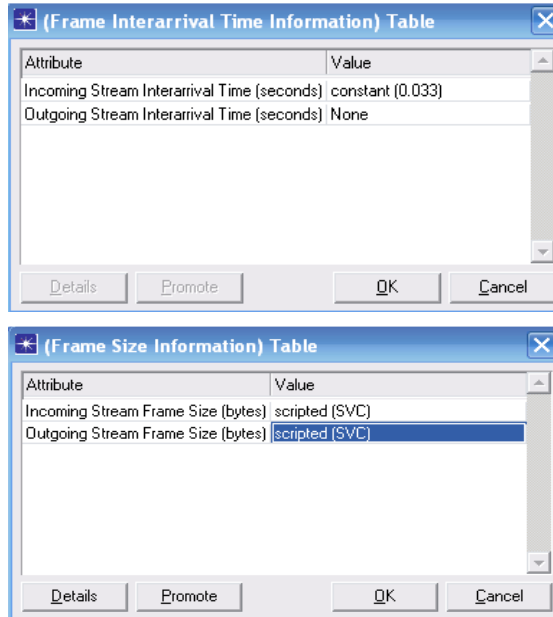 (Frame Interarrival Time Information) Table
Attribute Value
Incoming Stream Interarrival Time (seconds) constant (0.033)
Outgoing Stream Interarrival Time (seconds) None
Details Promote OK Cancel
(Frame Size Information) Table
Attribute Value
Incoming Stream Frame Size (bytes) scripted (SVC)
Outgoing Stream Frame Size (bytes) scripted (SVC)
Details Promote OK Cancel